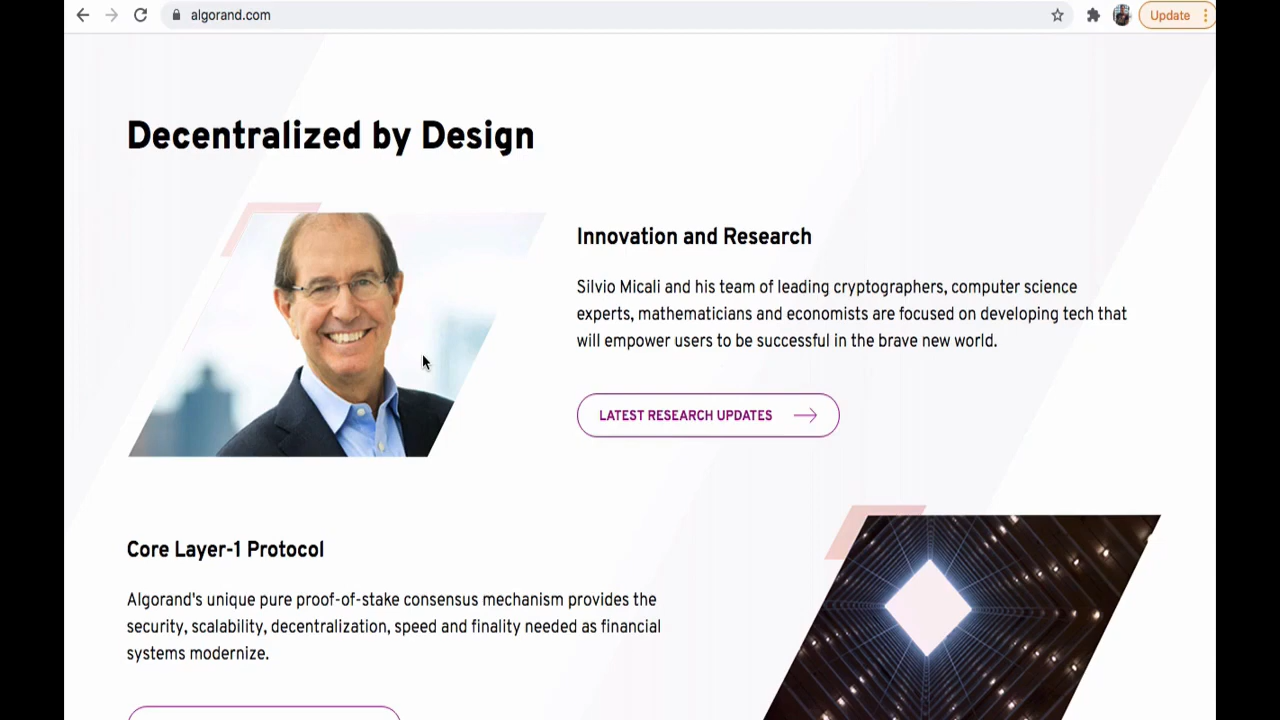 algorand.com
Update
Decentralized by Design
Innovation and Research
Silvio Micali and his team of leading cryptographers, computer science
experts, mathematicians and economists are focused on developing tech that
will empower users to be successful in the brave new world.
LATEST RESEARCH UPDATES
Core Layer-1 Protocol
Algorand's unique pure proof-of-stake consensus mechanism provides the
security, scalability, decentralization, speed and finality needed as financial
systems modernize.